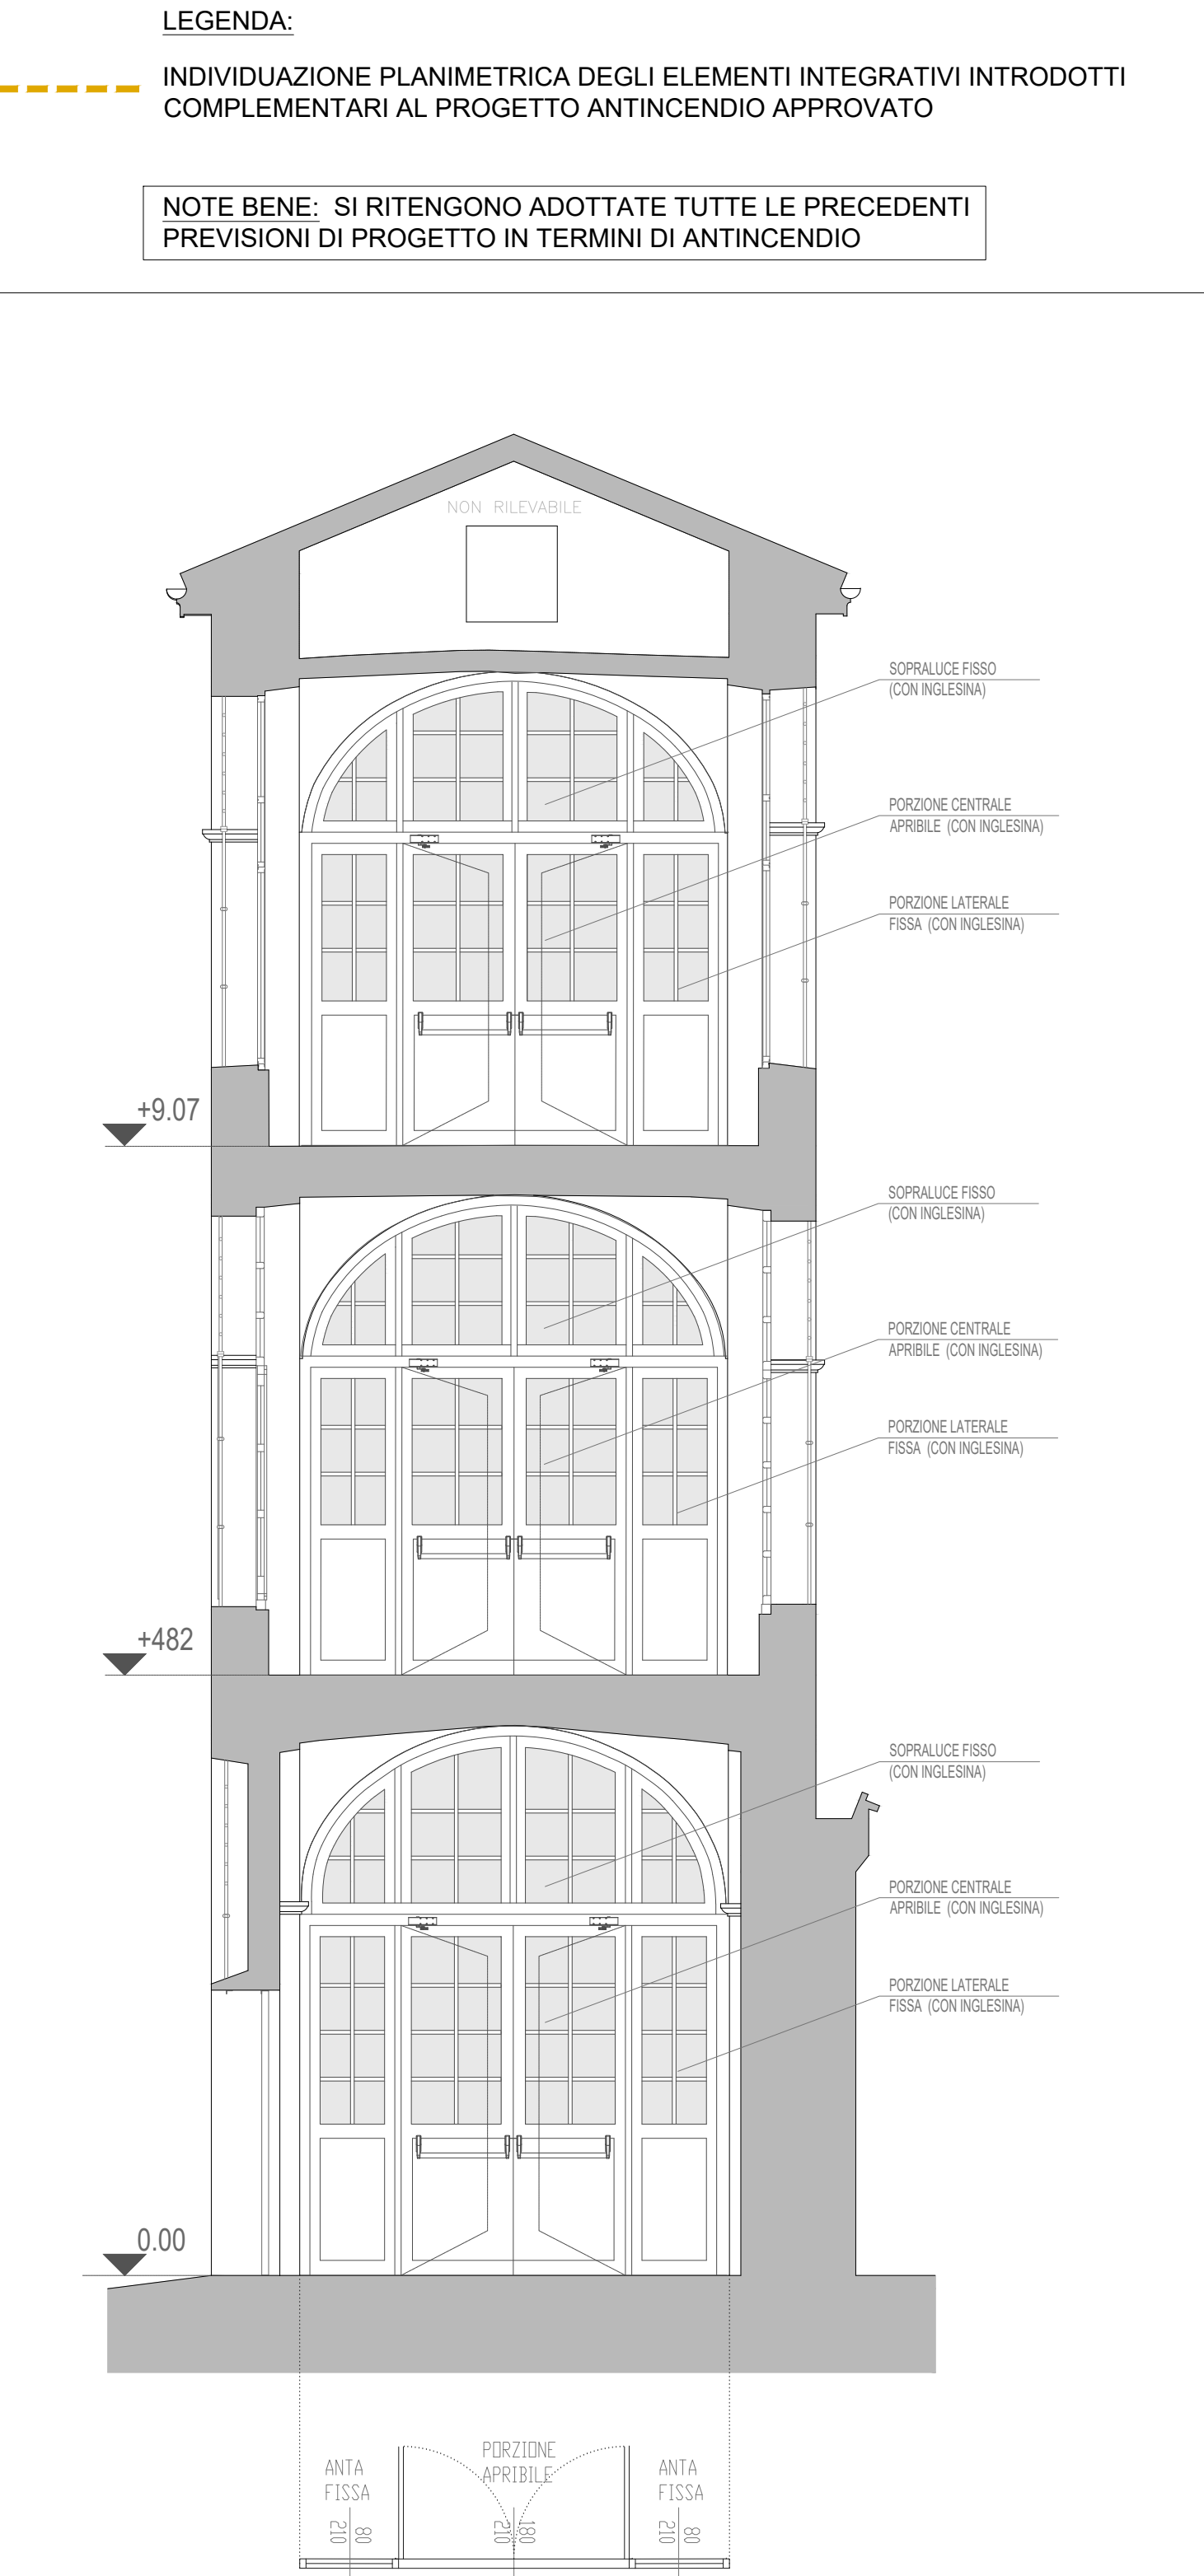 LEGENDA:
INDIVIDUAZIONE PLANIMETRICA DEGLI ELEMENTI INTEGRATIVI INTRODOTTI
COMPLEMENTARI AL PROGETTO ANTINCENDIO APPROVATO
NOTE BENE: SI RITENGONO ADOTTATE TUTTE LE PRECEDENTI
PREVISIONI DI PROGETTO IN TERMINI DI ANTINCENDIO
NON RILEVABILE
SOPRALUCE FISSO
(CON INGLESINA)
PORZIONE CENTRALE
APRIBILE (CON INGLESINA)
PORZIONE LATERALE
FISSA (CON INGLESINA)
+9.07
SOPRALUCE FISSO
(CON INGLESINA)
PORZIONE CENTRALE
APRIBILE (CON INGLESINA)
PORZIONE LATERALE
FISSA (CON INGLESINA)
+482
SOPRALUCE FISSO
(CON INGLESINA)
PORZIONE CENTRALE
APRIBILE (CON INGLESINA)
PORZIONE LATERALE
FISSA (CON INGLESINA)
0.00
ANTA
FISSA
80
210
PORZIONE
APRIBILE
180
210
ANTA
FISSA
80
210